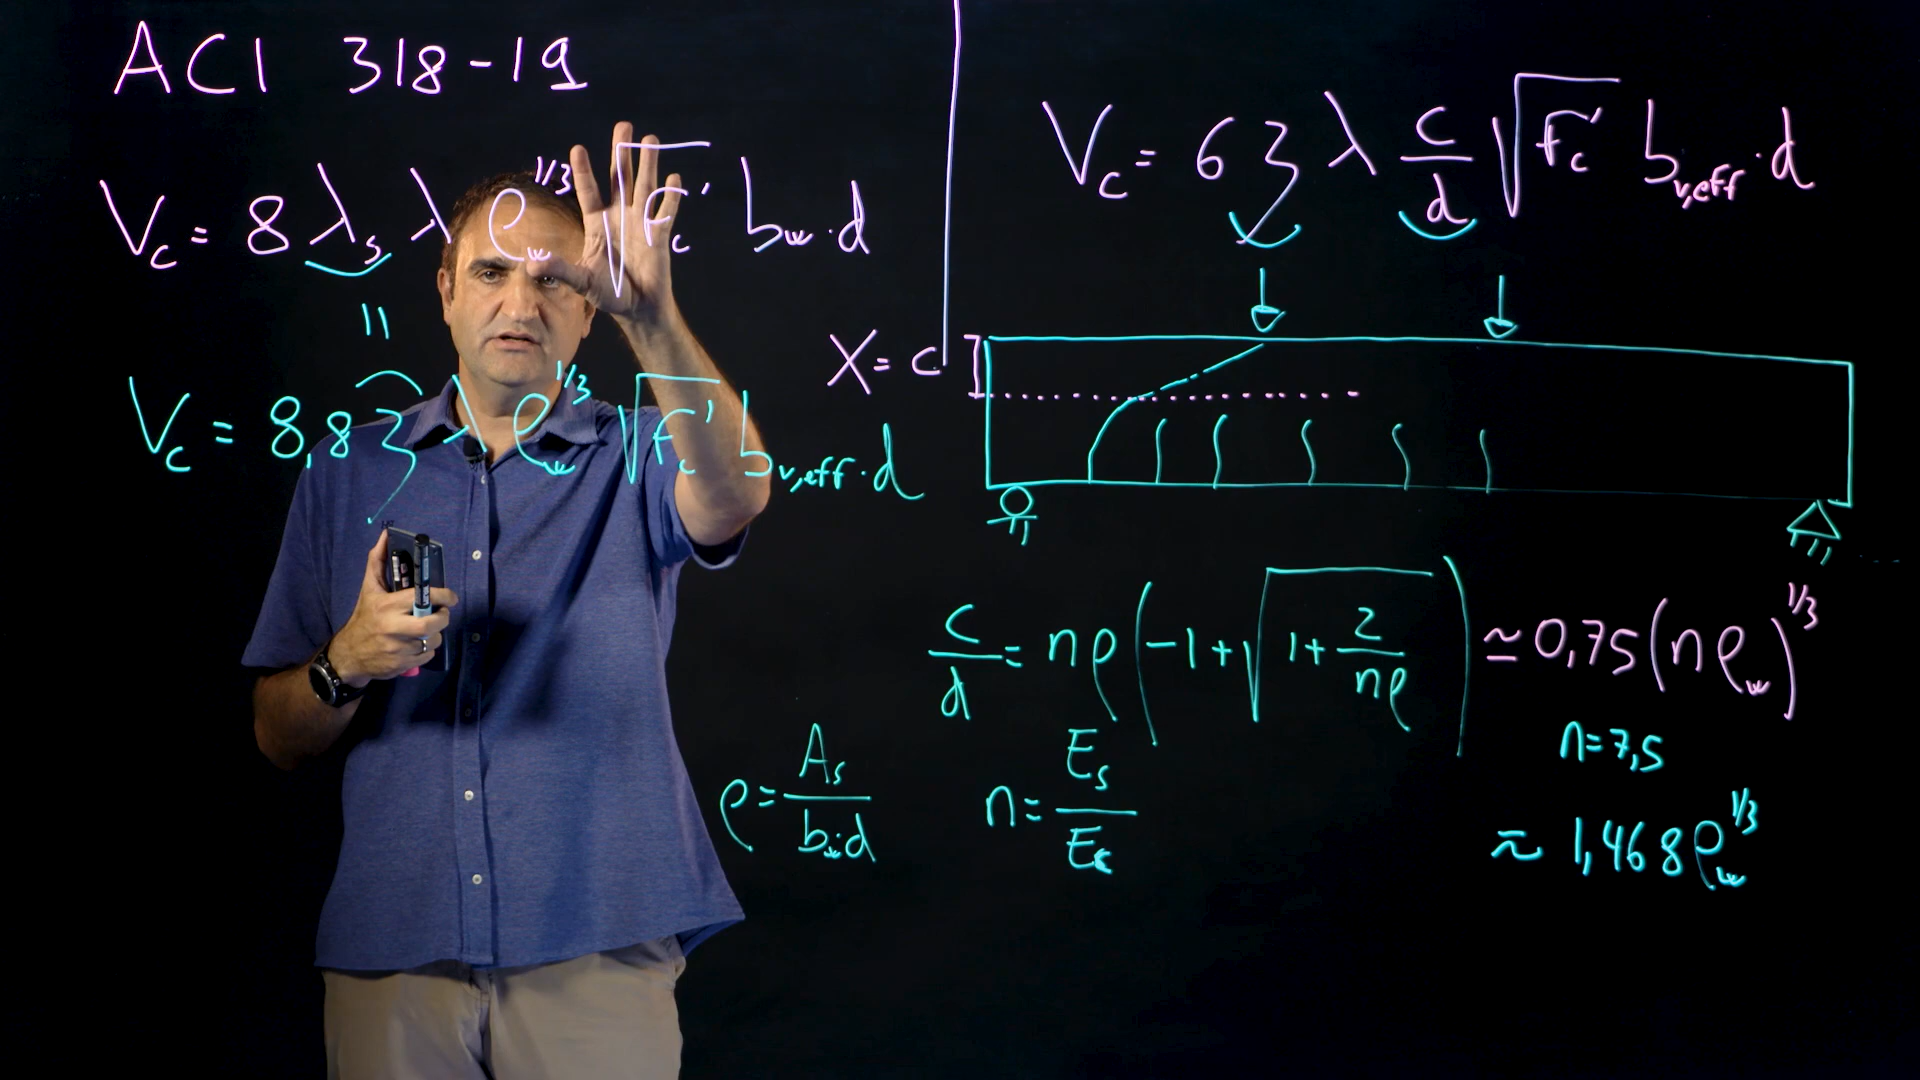 ACI 318-19
Vc = 8 λs λ ρw^1/3 √fc' bw·d
Vc = 8,8 ζ λ ρw^1/3 √fc' bv,eff·d
Vc = 6 ζ λ c/d √fc' bv,eff·d
X = c
c/d = nρ(-1+√(1+2/nρ)) ≃ 0,75(nρw)^1/3
n=7,5
≈ 1,468ρw^1/3
ρ = As/bw·d
n = Es/Ec